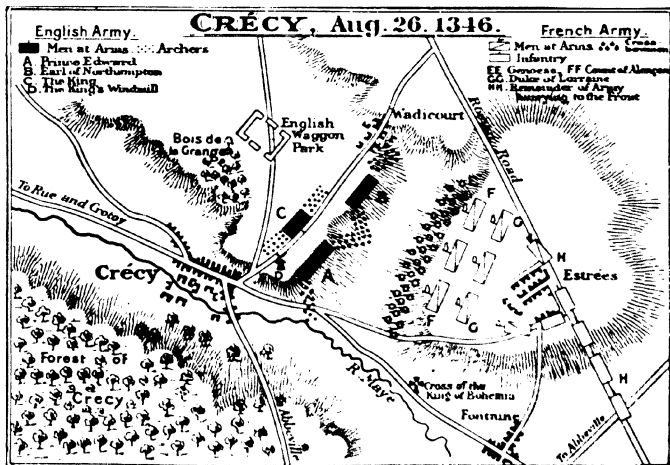 CRÉCY, Aug. 26. 1346.
English Army.
Men at Arms Archers
A. Prince Edward
B. Earl of Northampton
C. The King
D. The King's Windmill
French Army.
Men at Arms Cross-bowmen
Infantry
EE Genoese, FF Count of Alençon
GG Duke of Lorraine
HH Remainder of Army
hurrying to the Front
Bois de
la Grange
English
Waggon
Park
Wadicourt
Roman Road
To Rue and Crotoy
C
B
D
A
Crécy
F
G
F
G
H
Estrées
H
Forest of
Crecy
Abbeville
R. Maye
Cross of the
King of Bohemia
Fontaine
To Abbeville